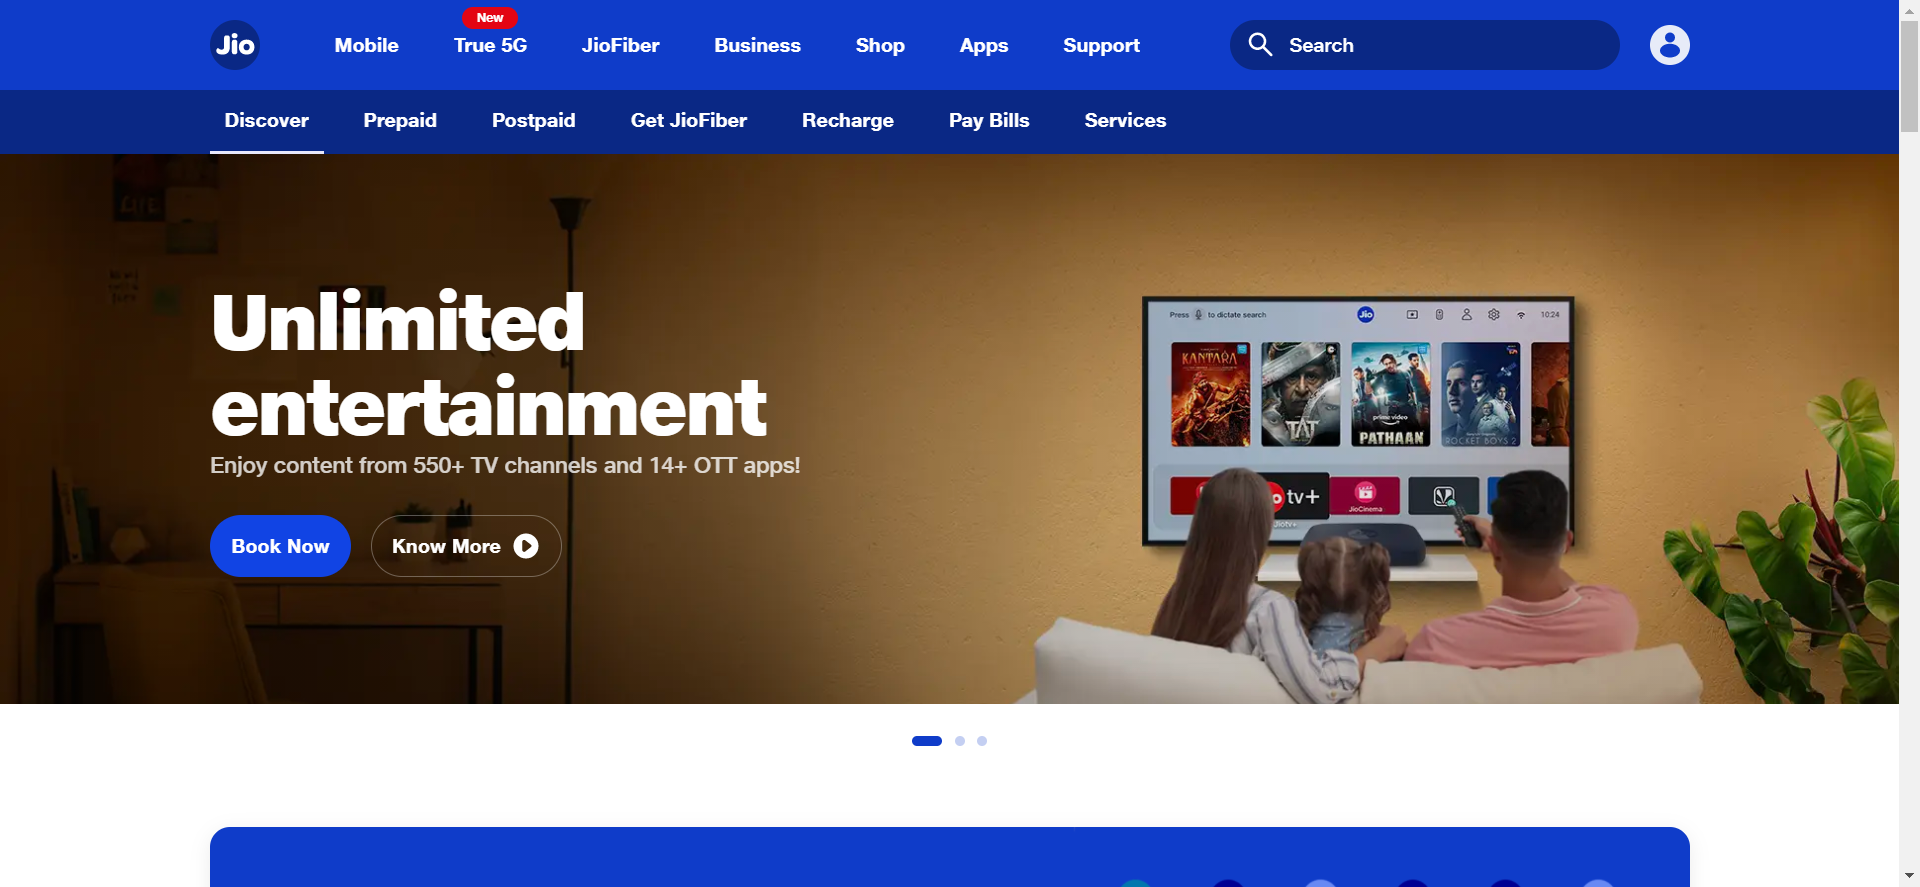 Jio
Mobile
New
True 5G
JioFiber
Business
Shop
Apps
Support
Search
Discover
Prepaid
Postpaid
Get JioFiber
Recharge
Pay Bills
Services
Unlimited
entertainment
Enjoy content from 550+ TV channels and 14+ OTT apps!
Book Now
Know More
Press to dictate search
Jio
10:24
KANTARA
TAT
prime video
PATHAAN
ROCKET BOYS 2
tv+
JioCinema
Jiotv+